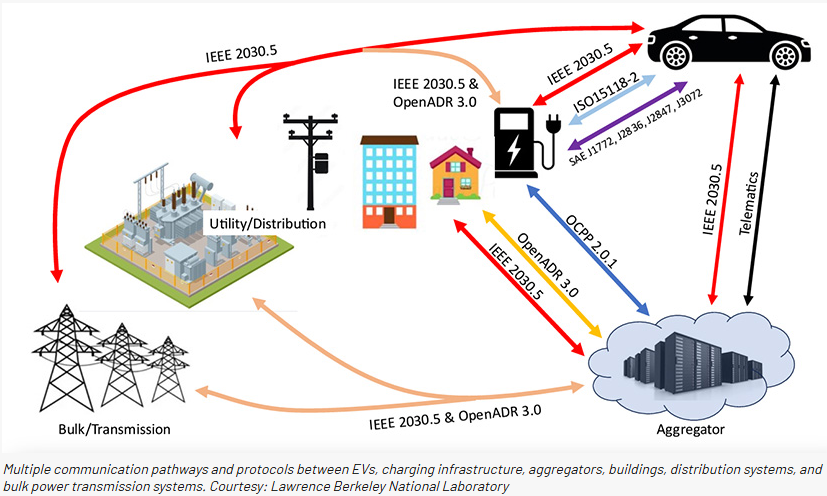 IEEE 2030.5
IEEE 2030.5 &
OpenADR 3.0
IEEE 2030.5
ISO15118-2
SAE J1772, J2836, J2847, J3072
Utility/Distribution
IEEE 2030.5
Telematics
OCPP 2.0.1
OpenADR 3.0
IEEE 2030.5
IEEE 2030.5 & OpenADR 3.0
Bulk/Transmission
Aggregator
Multiple communication pathways and protocols between EVs, charging infrastructure, aggregators, buildings, distribution systems, and
bulk power transmission systems. Courtesy: Lawrence Berkeley National Laboratory